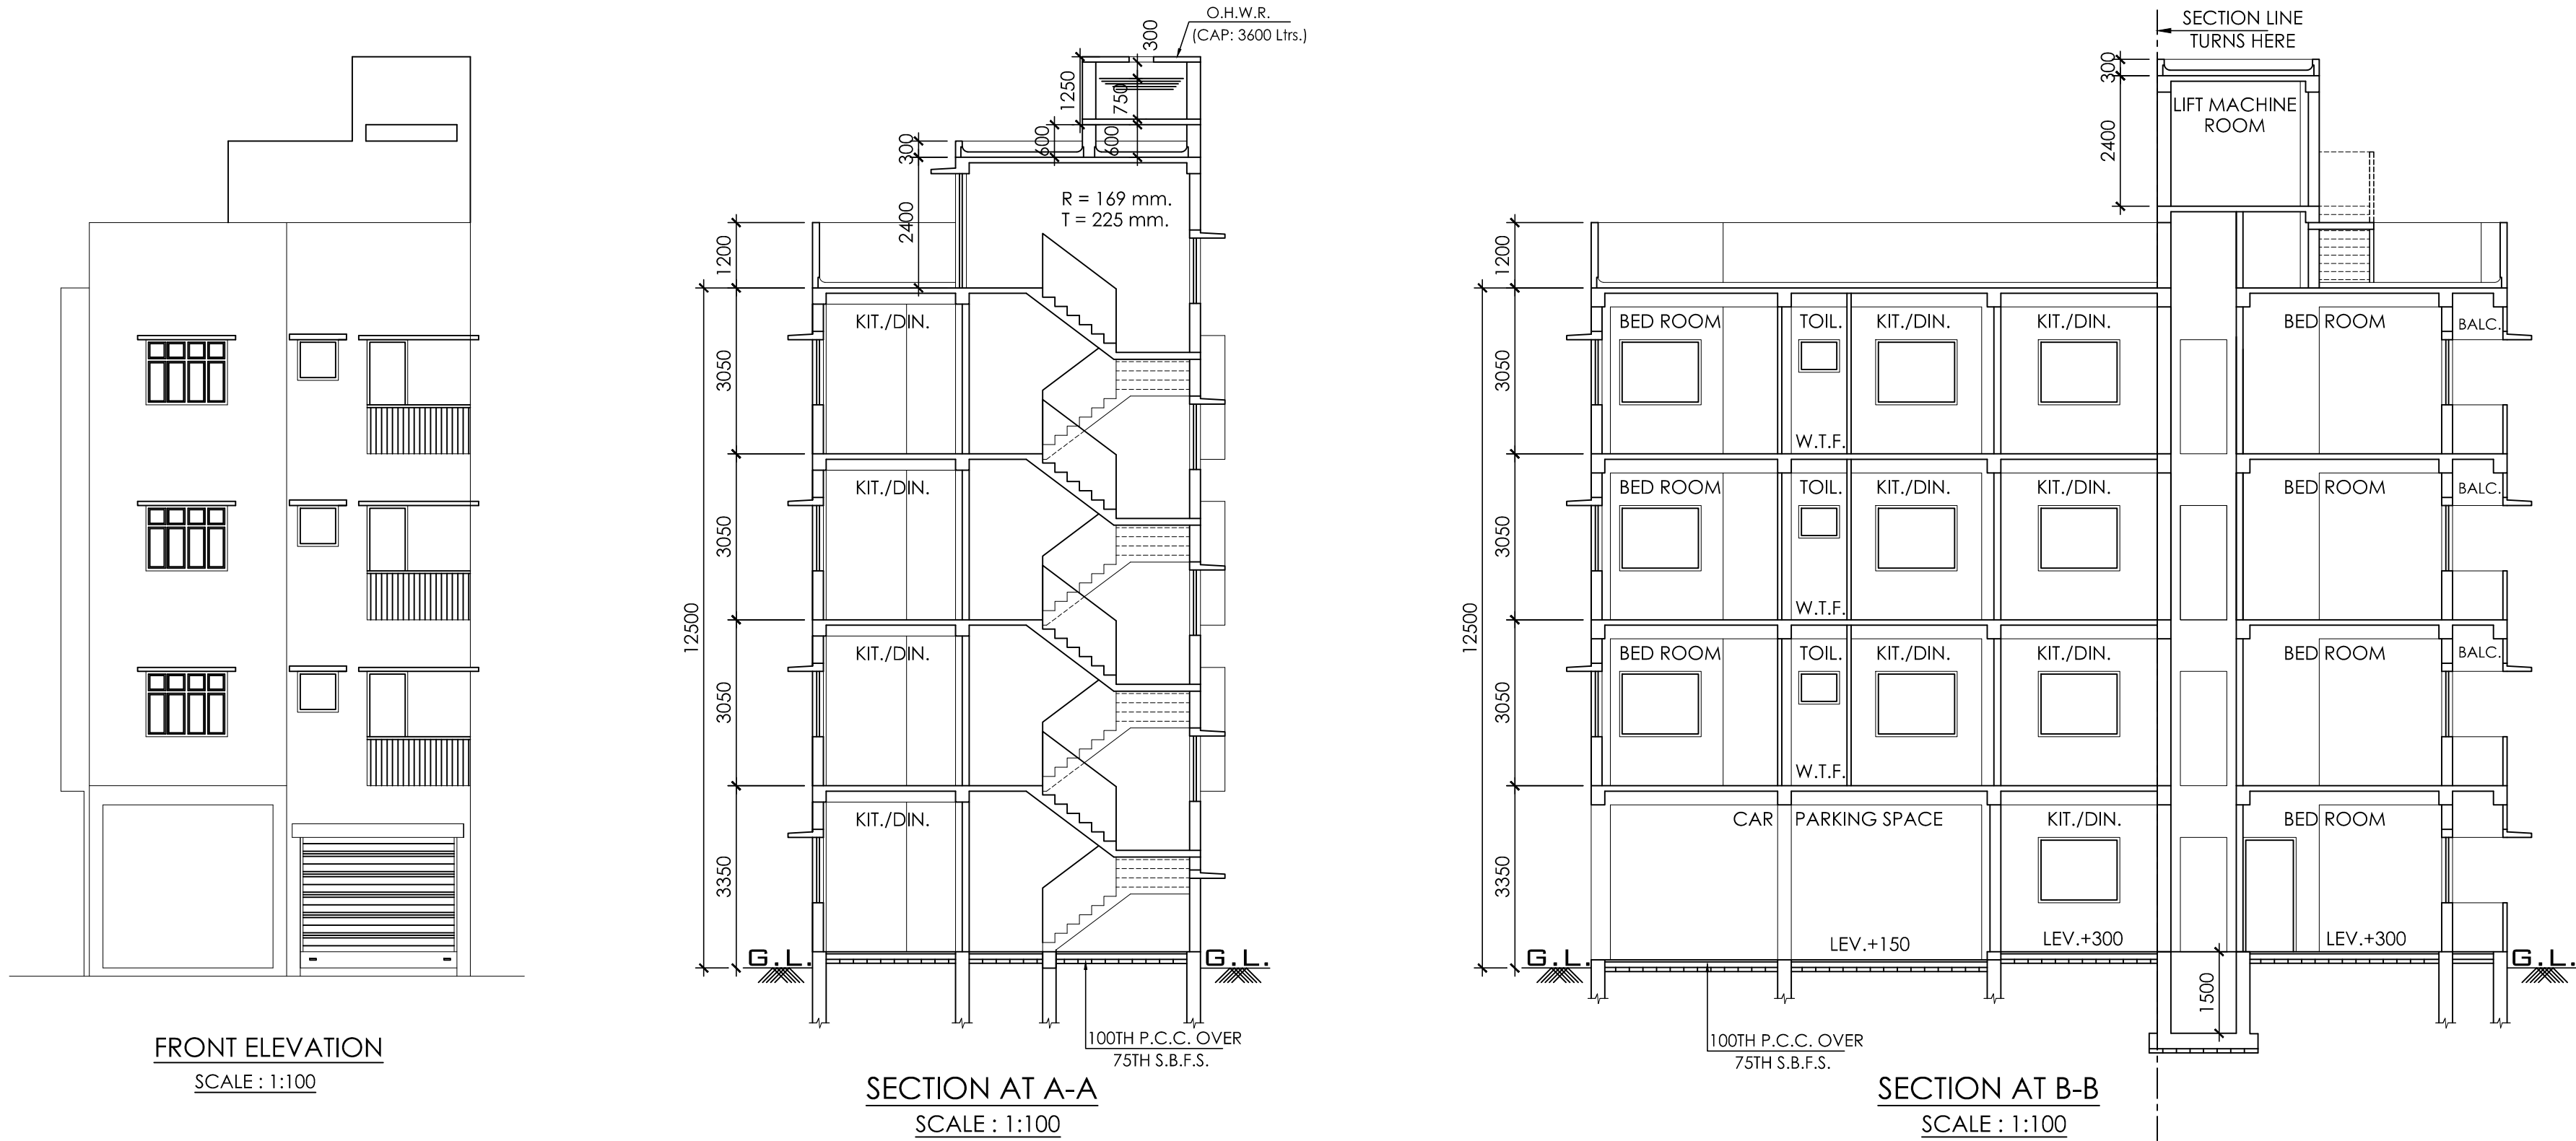 FRONT ELEVATION
SCALE : 1:100
O.H.W.R.
(CAP: 3600 Ltrs.)
300
1250
750
600
600
300
2400
R = 169 mm.
T = 225 mm.
1200
KIT./DIN.
3050
KIT./DIN.
3050
12500
KIT./DIN.
3050
KIT./DIN.
3350
G.L.
G.L.
100TH P.C.C. OVER
75TH S.B.F.S.
SECTION AT A-A
SCALE : 1:100
SECTION LINE
TURNS HERE
300
LIFT MACHINE
ROOM
2400
1200
BED ROOM TOIL. KIT./DIN. KIT./DIN. BED ROOM BALC.
3050
W.T.F.
BED ROOM TOIL. KIT./DIN. KIT./DIN. BED ROOM BALC.
3050
W.T.F.
12500
BED ROOM TOIL. KIT./DIN. KIT./DIN. BED ROOM BALC.
3050
W.T.F.
CAR PARKING SPACE KIT./DIN. BED ROOM
3350
LEV.+150 LEV.+300 LEV.+300
G.L.
G.L.
1500
100TH P.C.C. OVER
75TH S.B.F.S.
SECTION AT B-B
SCALE : 1:100